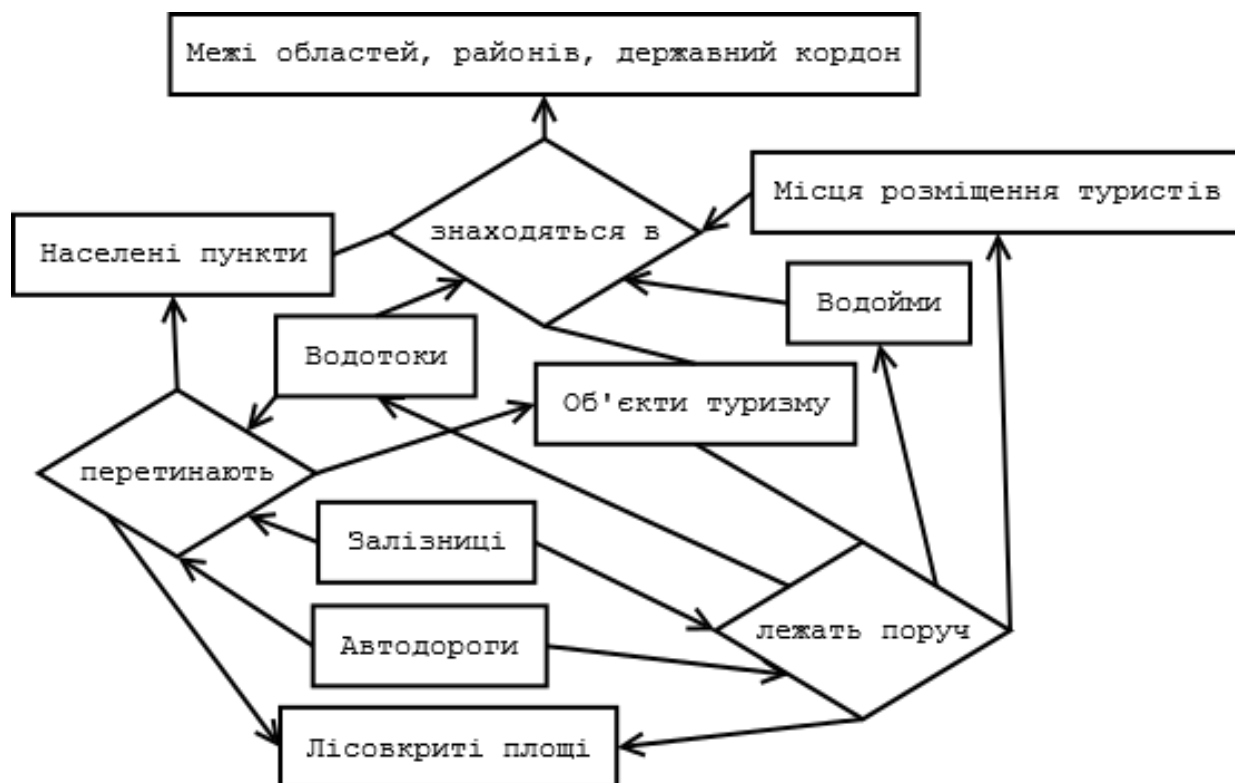 Межі областей, районів, державний кордон
Місця розміщення туристів
знаходяться в
Населені пункти
Водойми
Водотоки
Об'єкти туризму
перетинають
Залізниці
лежать поруч
Автодороги
Лісовкриті площі